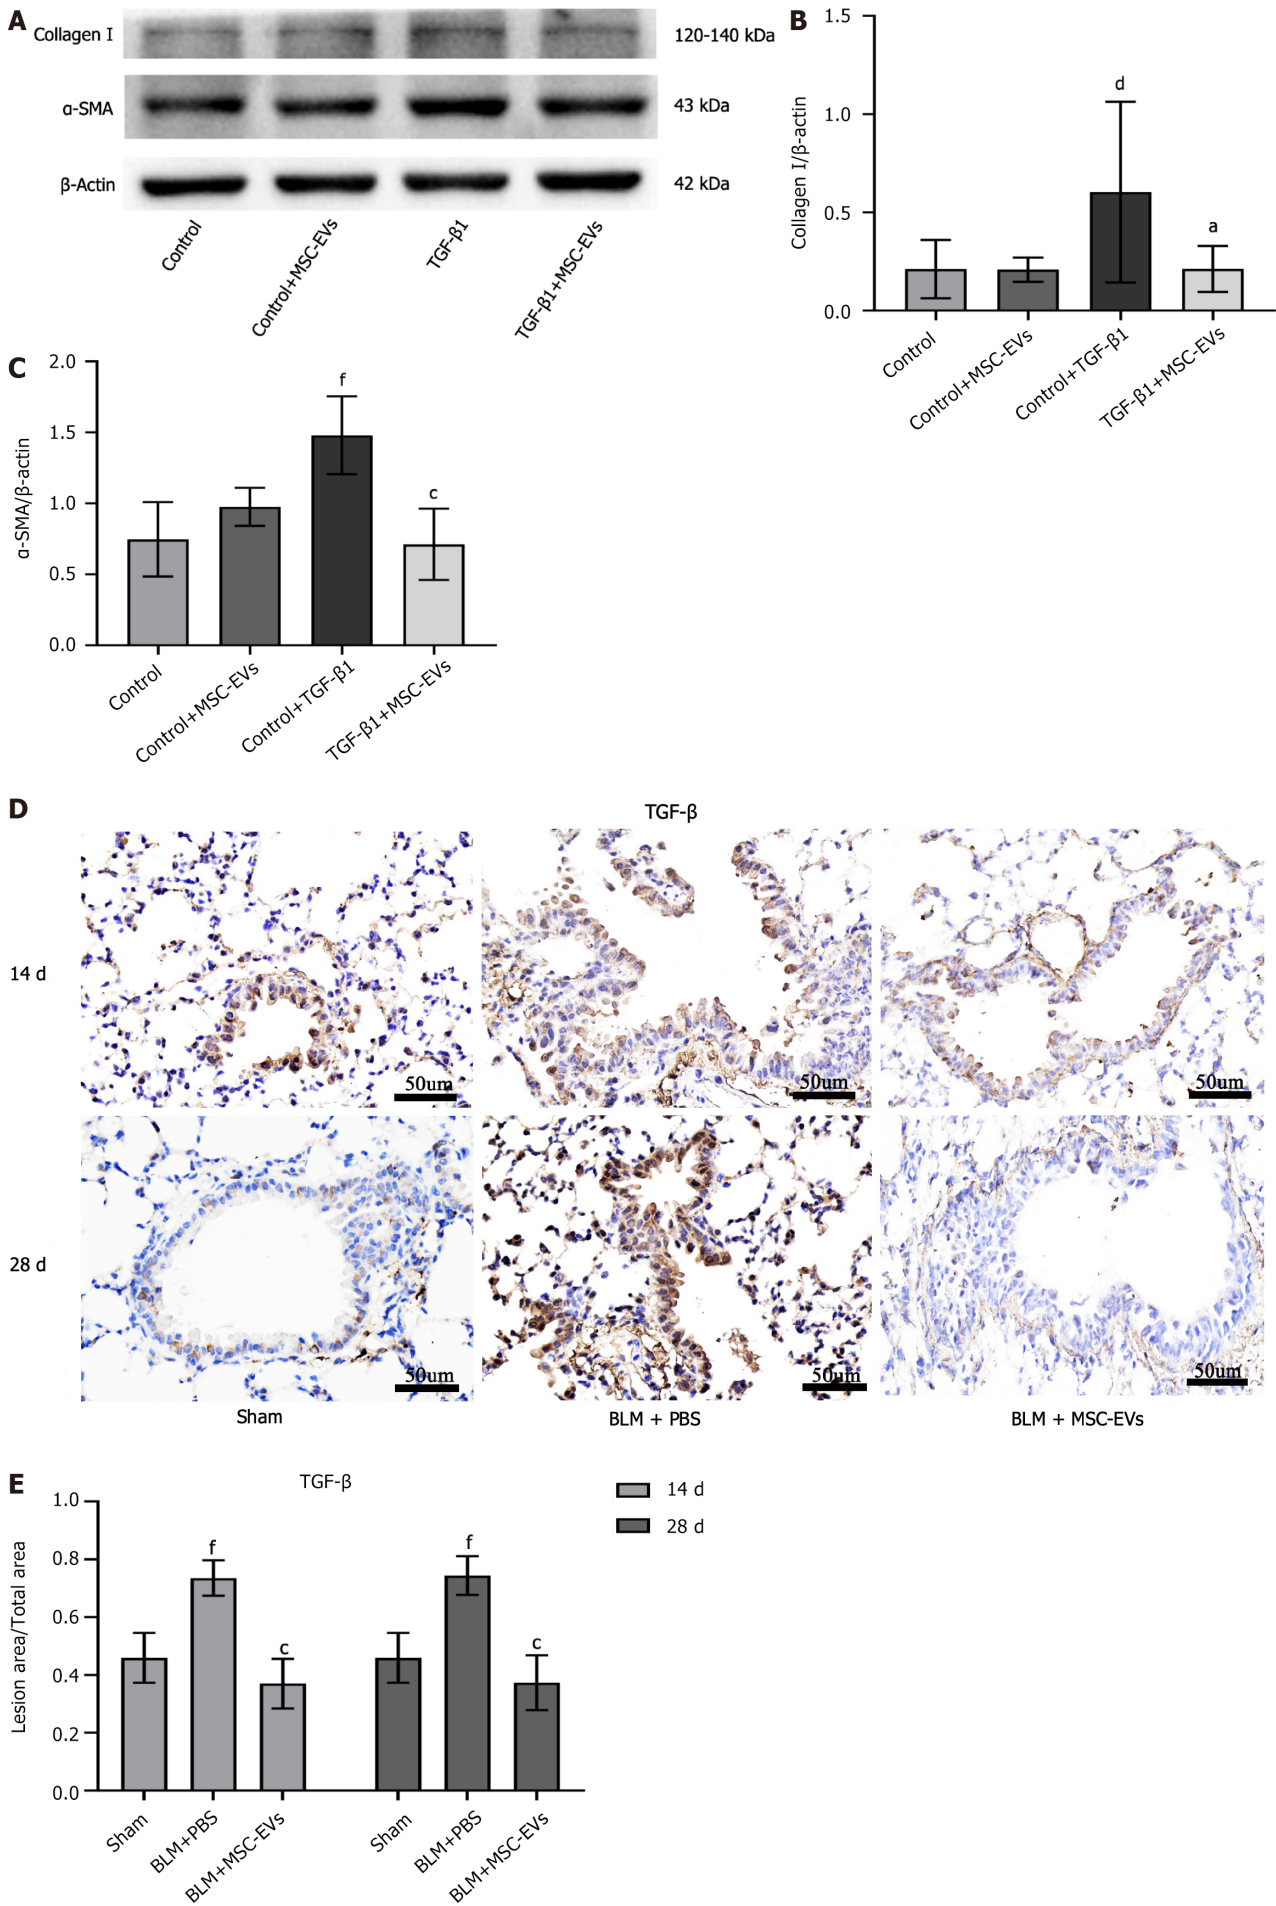 A
Collagen I
120-140 kDa
α-SMA
43 kDa
β-Actin
42 kDa
Control
Control+MSC-EVs
TGF-β1
TGF-β1+MSC-EVs
B
Collagen I/β-actin
1.5
1.0
0.5
0.0
d
a
Control
Control+MSC-EVs
Control+TGF-β1
TGF-β1+MSC-EVs
C
α-SMA/β-actin
2.0
1.5
1.0
0.5
0.0
f
c
Control
Control+MSC-EVs
Control+TGF-β1
TGF-β1+MSC-EVs
D
TGF-β
14 d
50um
50um
50um
28 d
50um
50um
50um
Sham
BLM + PBS
BLM + MSC-EVs
E
TGF-β
14 d
28 d
Lesion area/Total area
1.0
0.8
0.6
0.4
0.2
0.0
f
c
f
c
Sham
BLM+PBS
BLM+MSC-EVs
Sham
BLM+PBS
BLM+MSC-EVs